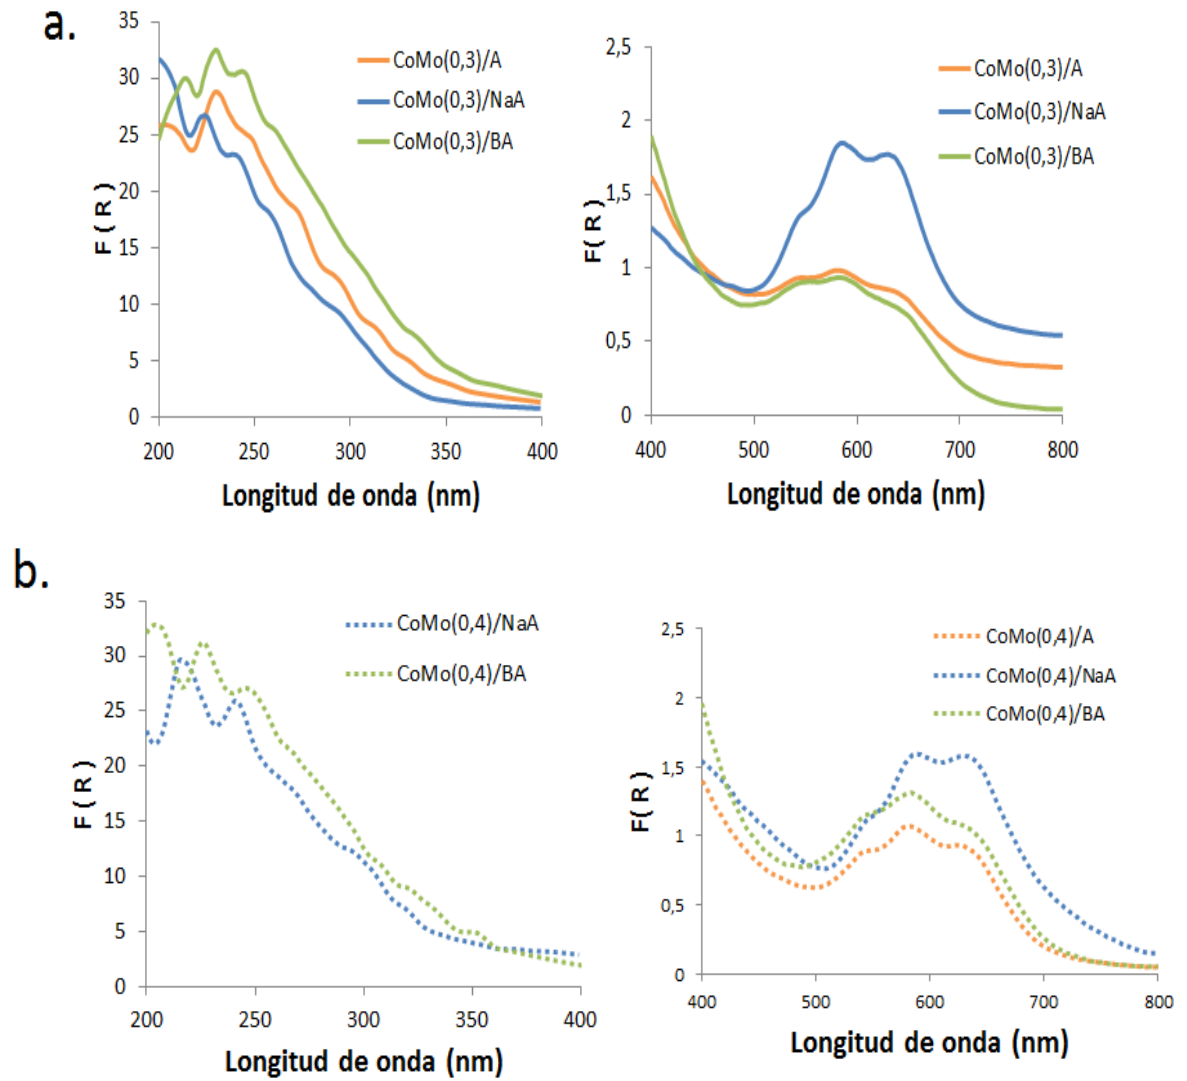 a.
35
30
25
20
15
10
5
0
F ( R )
CoMo(0,3)/A
CoMo(0,3)/NaA
CoMo(0,3)/BA
200 250 300 350 400
Longitud de onda (nm)
2,5
2
1,5
1
0,5
0
F( R )
CoMo(0,3)/A
CoMo(0,3)/NaA
CoMo(0,3)/BA
400 500 600 700 800
Longitud de onda (nm)
b.
35
30
25
20
15
10
5
0
F ( R )
CoMo(0,4)/NaA
CoMo(0,4)/BA
200 250 300 350 400
Longitud de onda (nm)
2,5
2
1,5
1
0,5
0
F( R )
CoMo(0,4)/A
CoMo(0,4)/NaA
CoMo(0,4)/BA
400 500 600 700 800
Longitud de onda (nm)